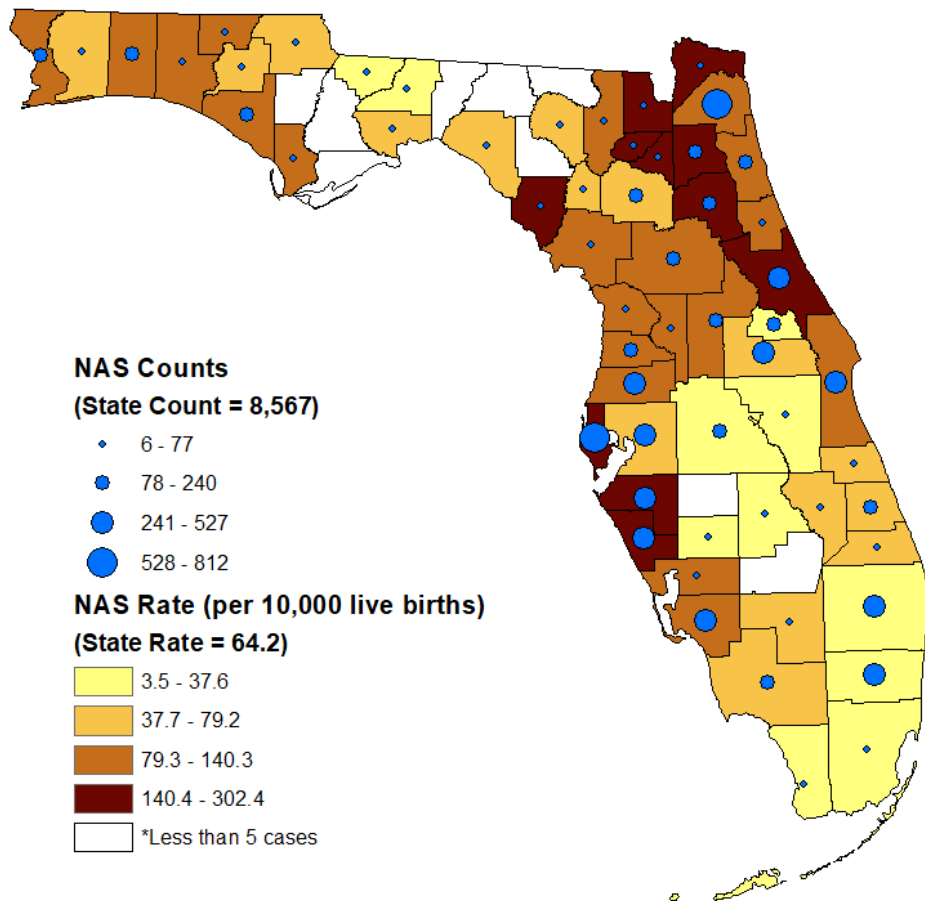 NAS Counts
(State Count = 8,567)
6 - 77
78 - 240
241 - 527
528 - 812
NAS Rate (per 10,000 live births)
(State Rate = 64.2)
3.5 - 37.6
37.7 - 79.2
79.3 - 140.3
140.4 - 302.4
*Less than 5 cases